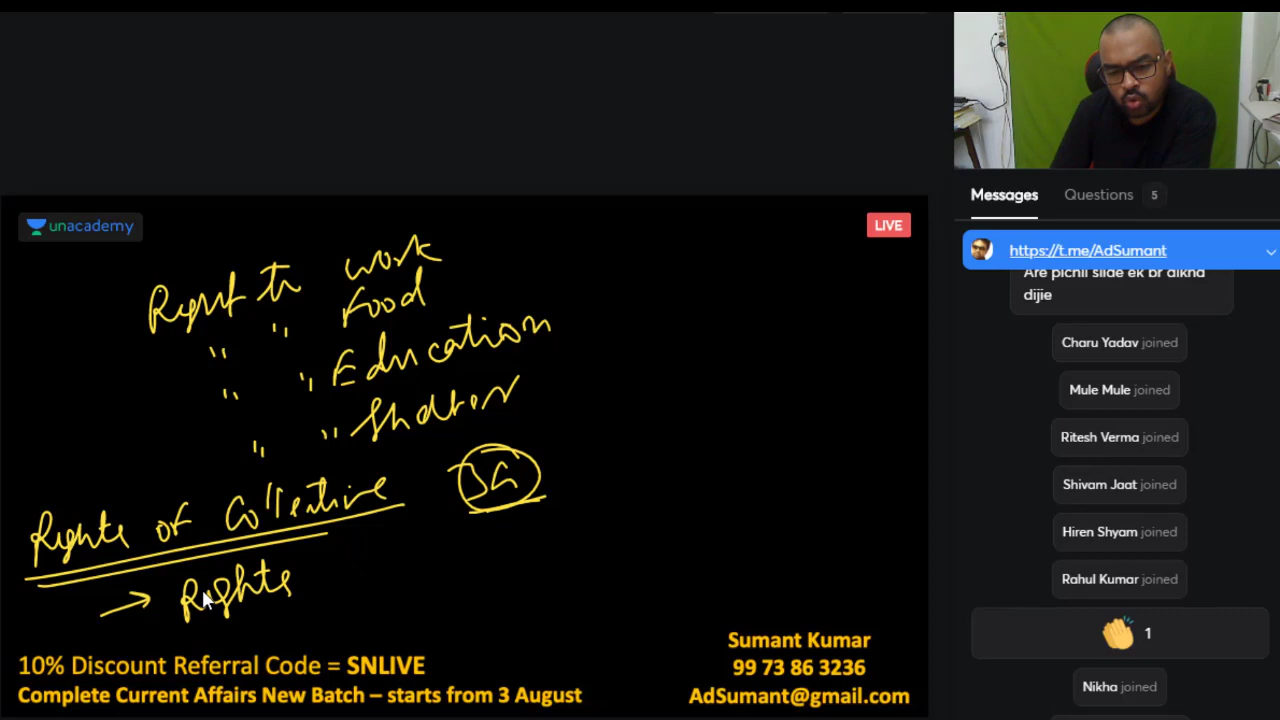 unacademy
LIVE
Right to work
" " Food
" " Education
" " Shelter
Rights of Collective
→ Rights
10% Discount Referral Code = SNLIVE
Complete Current Affairs New Batch – starts from 3 August
Sumant Kumar
99 73 86 3236
AdSumant@gmail.com
Messages
Questions 5
https://t.me/AdSumant
Are pichli slide ek br dikha
dijie
Charu Yadav joined
Mule Mule joined
Ritesh Verma joined
Shivam Jaat joined
Hiren Shyam joined
Rahul Kumar joined
1
Nikha joined